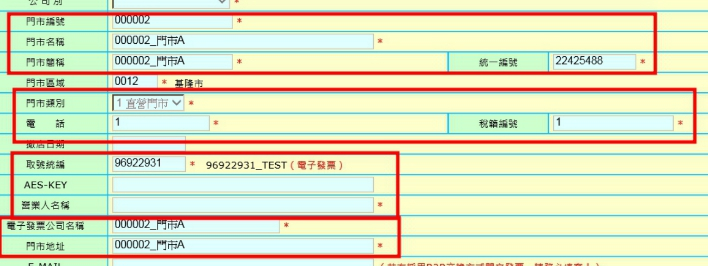 公司別 *
門市編號 000002 *
門市名稱 000002_門市A *
門市簡稱 000002_門市A * 統一編號 22425488 *
門市區域 0012 * 基隆市
門市類別 1 直營門市 *
電 話 1 * 稅籍編號 1 *
撤店日期
取號統編 96922931 * 96922931_TEST(電子發票)
AES-KEY
營業人名稱 *
電子發票公司名稱 000002_門市A *
門市地址 000002_門市A *
E-MAIL